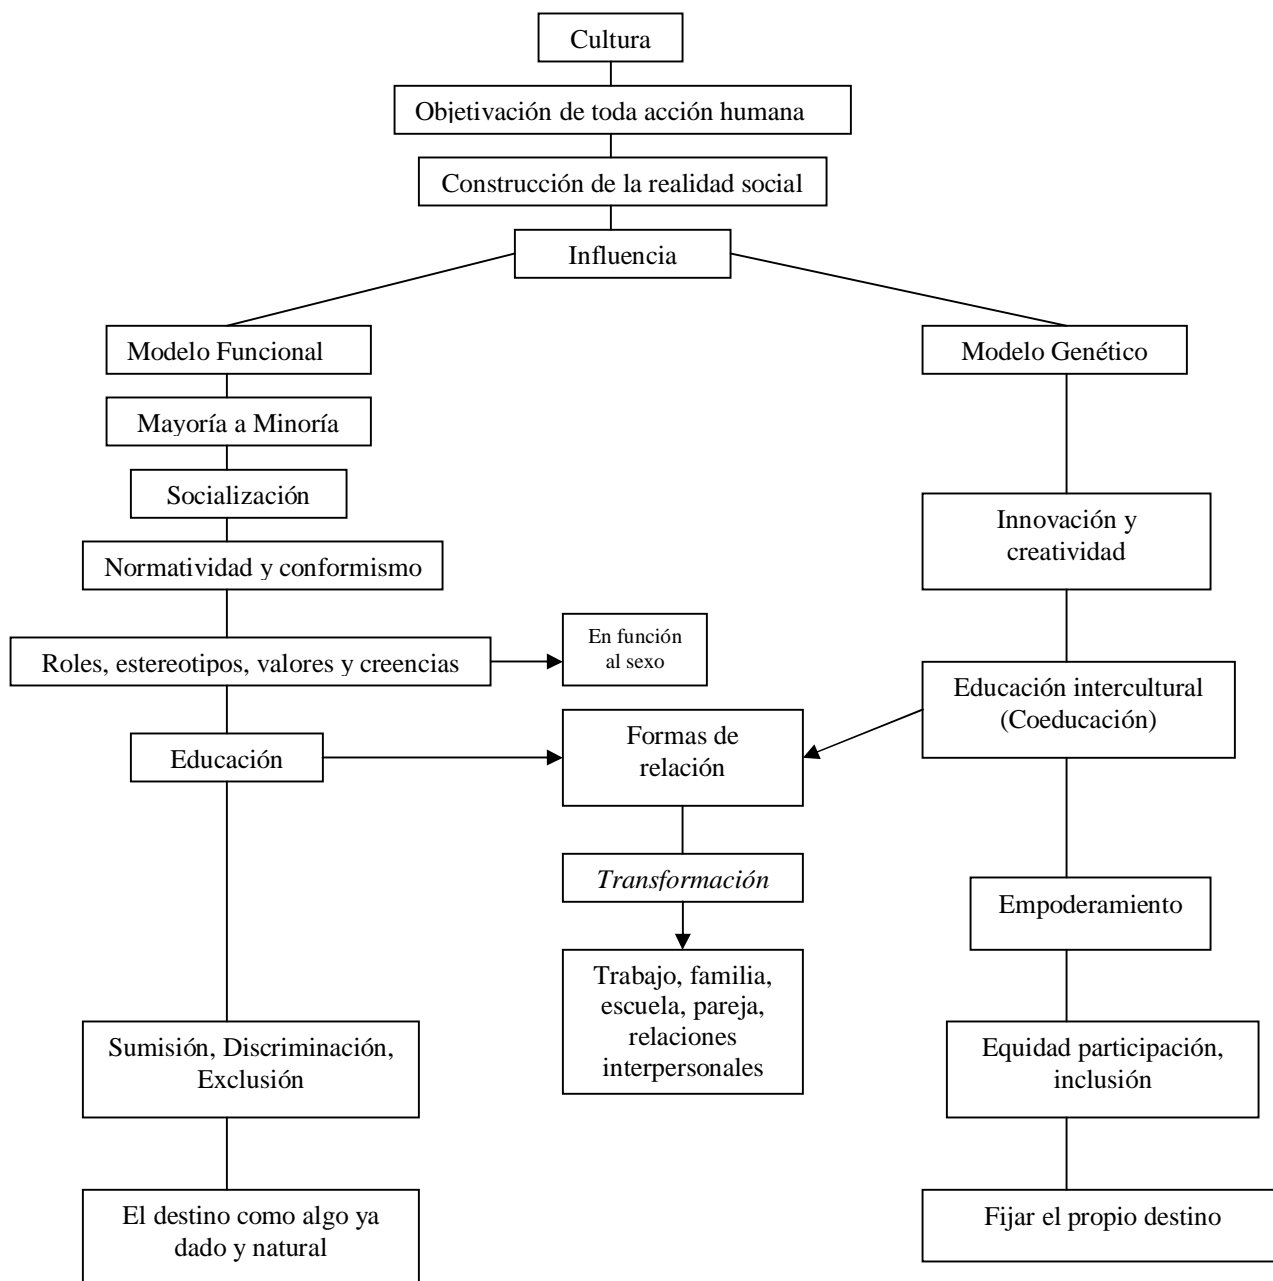 Cultura
Objetivación de toda acción humana
Construcción de la realidad social
Influencia
Modelo Funcional
Modelo Genético
Mayoría a Minoría
Socialización
Innovación y
creatividad
Normatividad y conformismo
En función
al sexo
Roles, estereotipos, valores y creencias
Educación intercultural
(Coeducación)
Formas de
relación
Educación
Transformación
Empoderamiento
Trabajo, familia,
escuela, pareja,
relaciones
interpersonales
Sumisión, Discriminación,
Exclusión
Equidad participación,
inclusión
El destino como algo ya
dado y natural
Fijar el propio destino